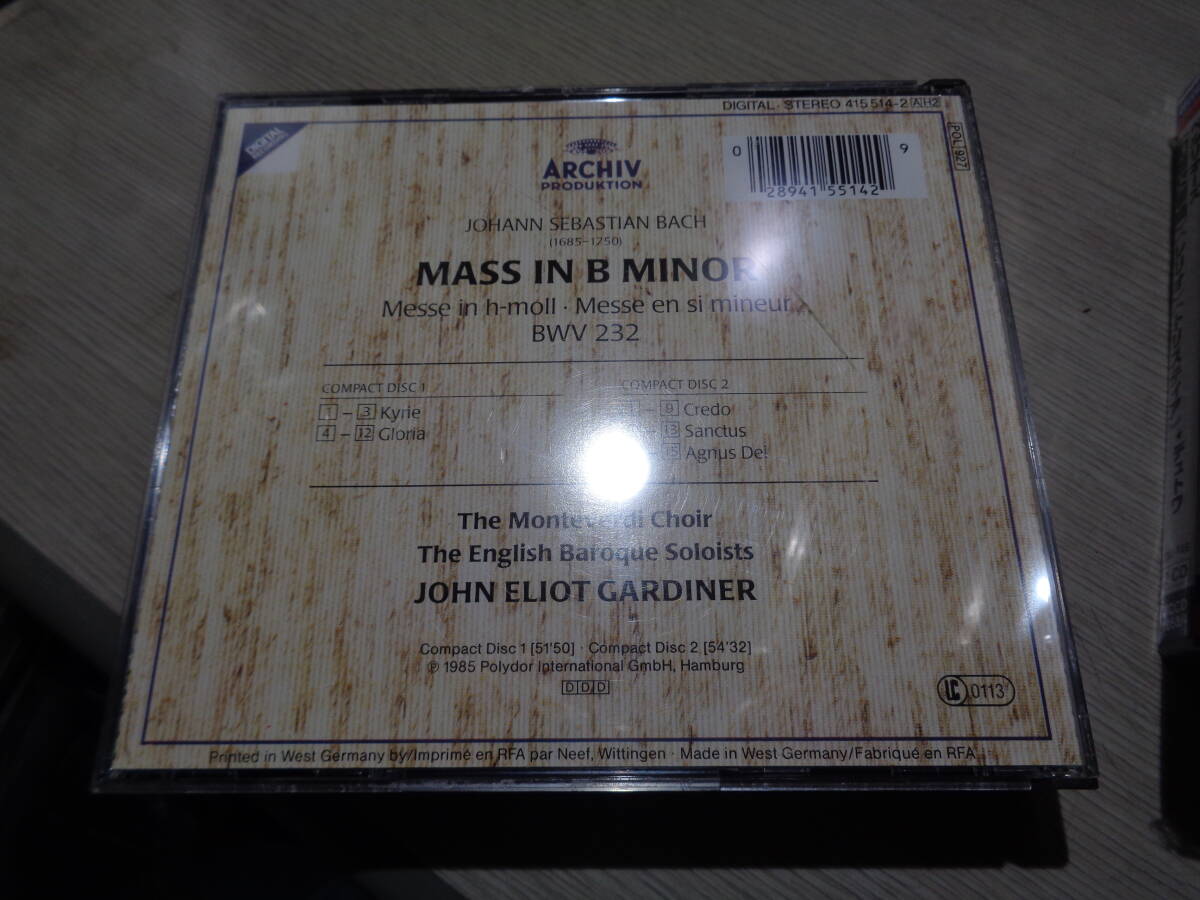 DIGITAL · STEREO 415 514-2 AH2
POL 927
DIGITAL
ARCHIV
PRODUKTION
0 28941 55142 9
JOHANN SEBASTIAN BACH
(1685–1750)
MASS IN B MINOR
Messe in h-moll · Messe en si mineur
BWV 232
COMPACT DISC 1
1 – 3 Kyrie
4 – 12 Gloria
COMPACT DISC 2
1 – 9 Credo
– 13 Sanctus
– 15 Agnus Dei
The Monteverdi Choir
The English Baroque Soloists
JOHN ELIOT GARDINER
Compact Disc 1 [51'50] · Compact Disc 2 [54'32]
℗ 1985 Polydor International GmbH, Hamburg
DDD
LC 0113
Printed in West Germany by/Imprimé en RFA par Neef, Wittingen · Made in West Germany/Fabriqué en RFA